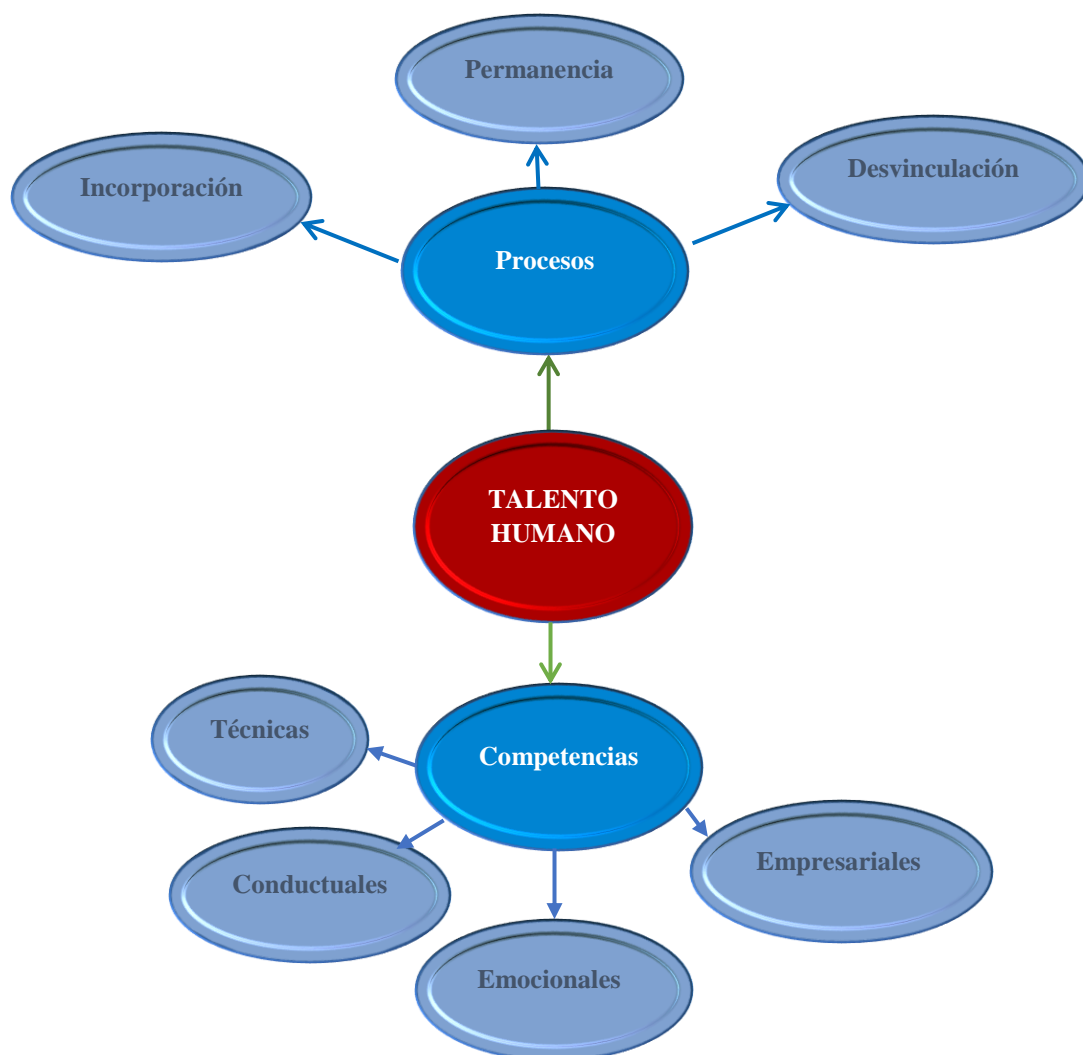 Permanencia
Incorporación
Desvinculación
Procesos
TALENTO
HUMANO
Técnicas
Competencias
Conductuales
Empresariales
Emocionales